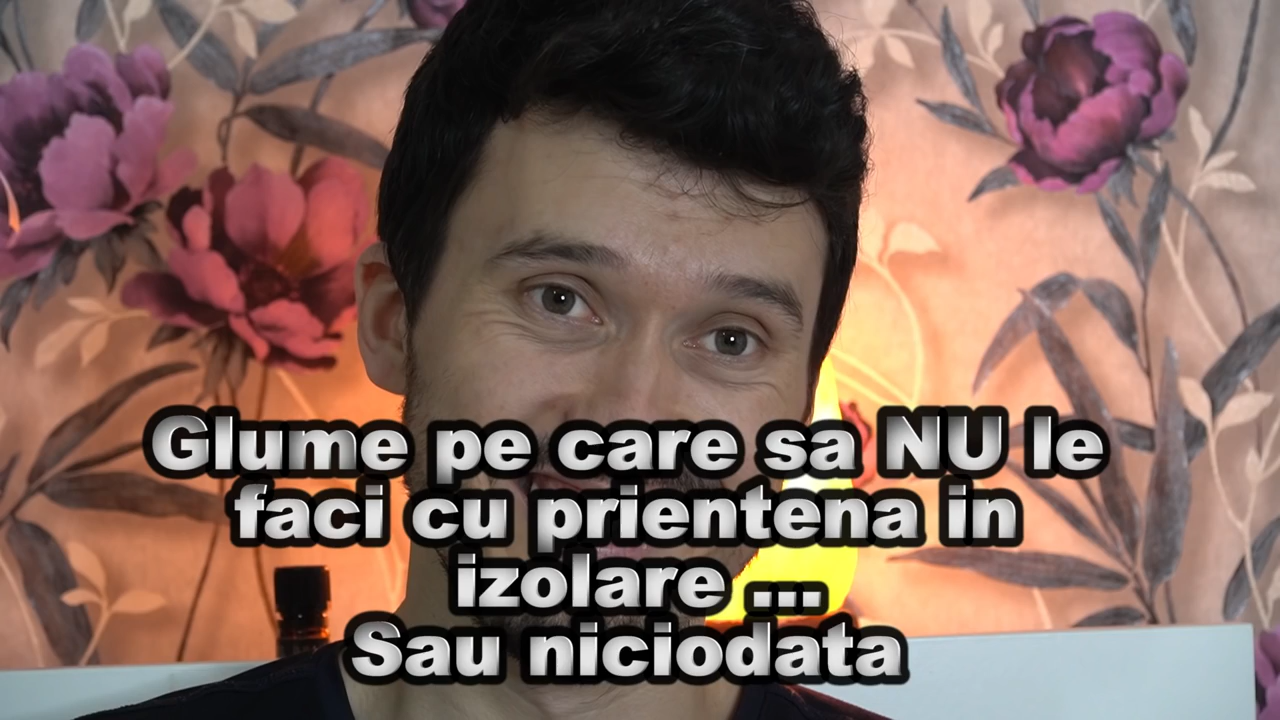 Glume pe care sa NU le
faci cu prientena in
izolare ...
Sau niciodata